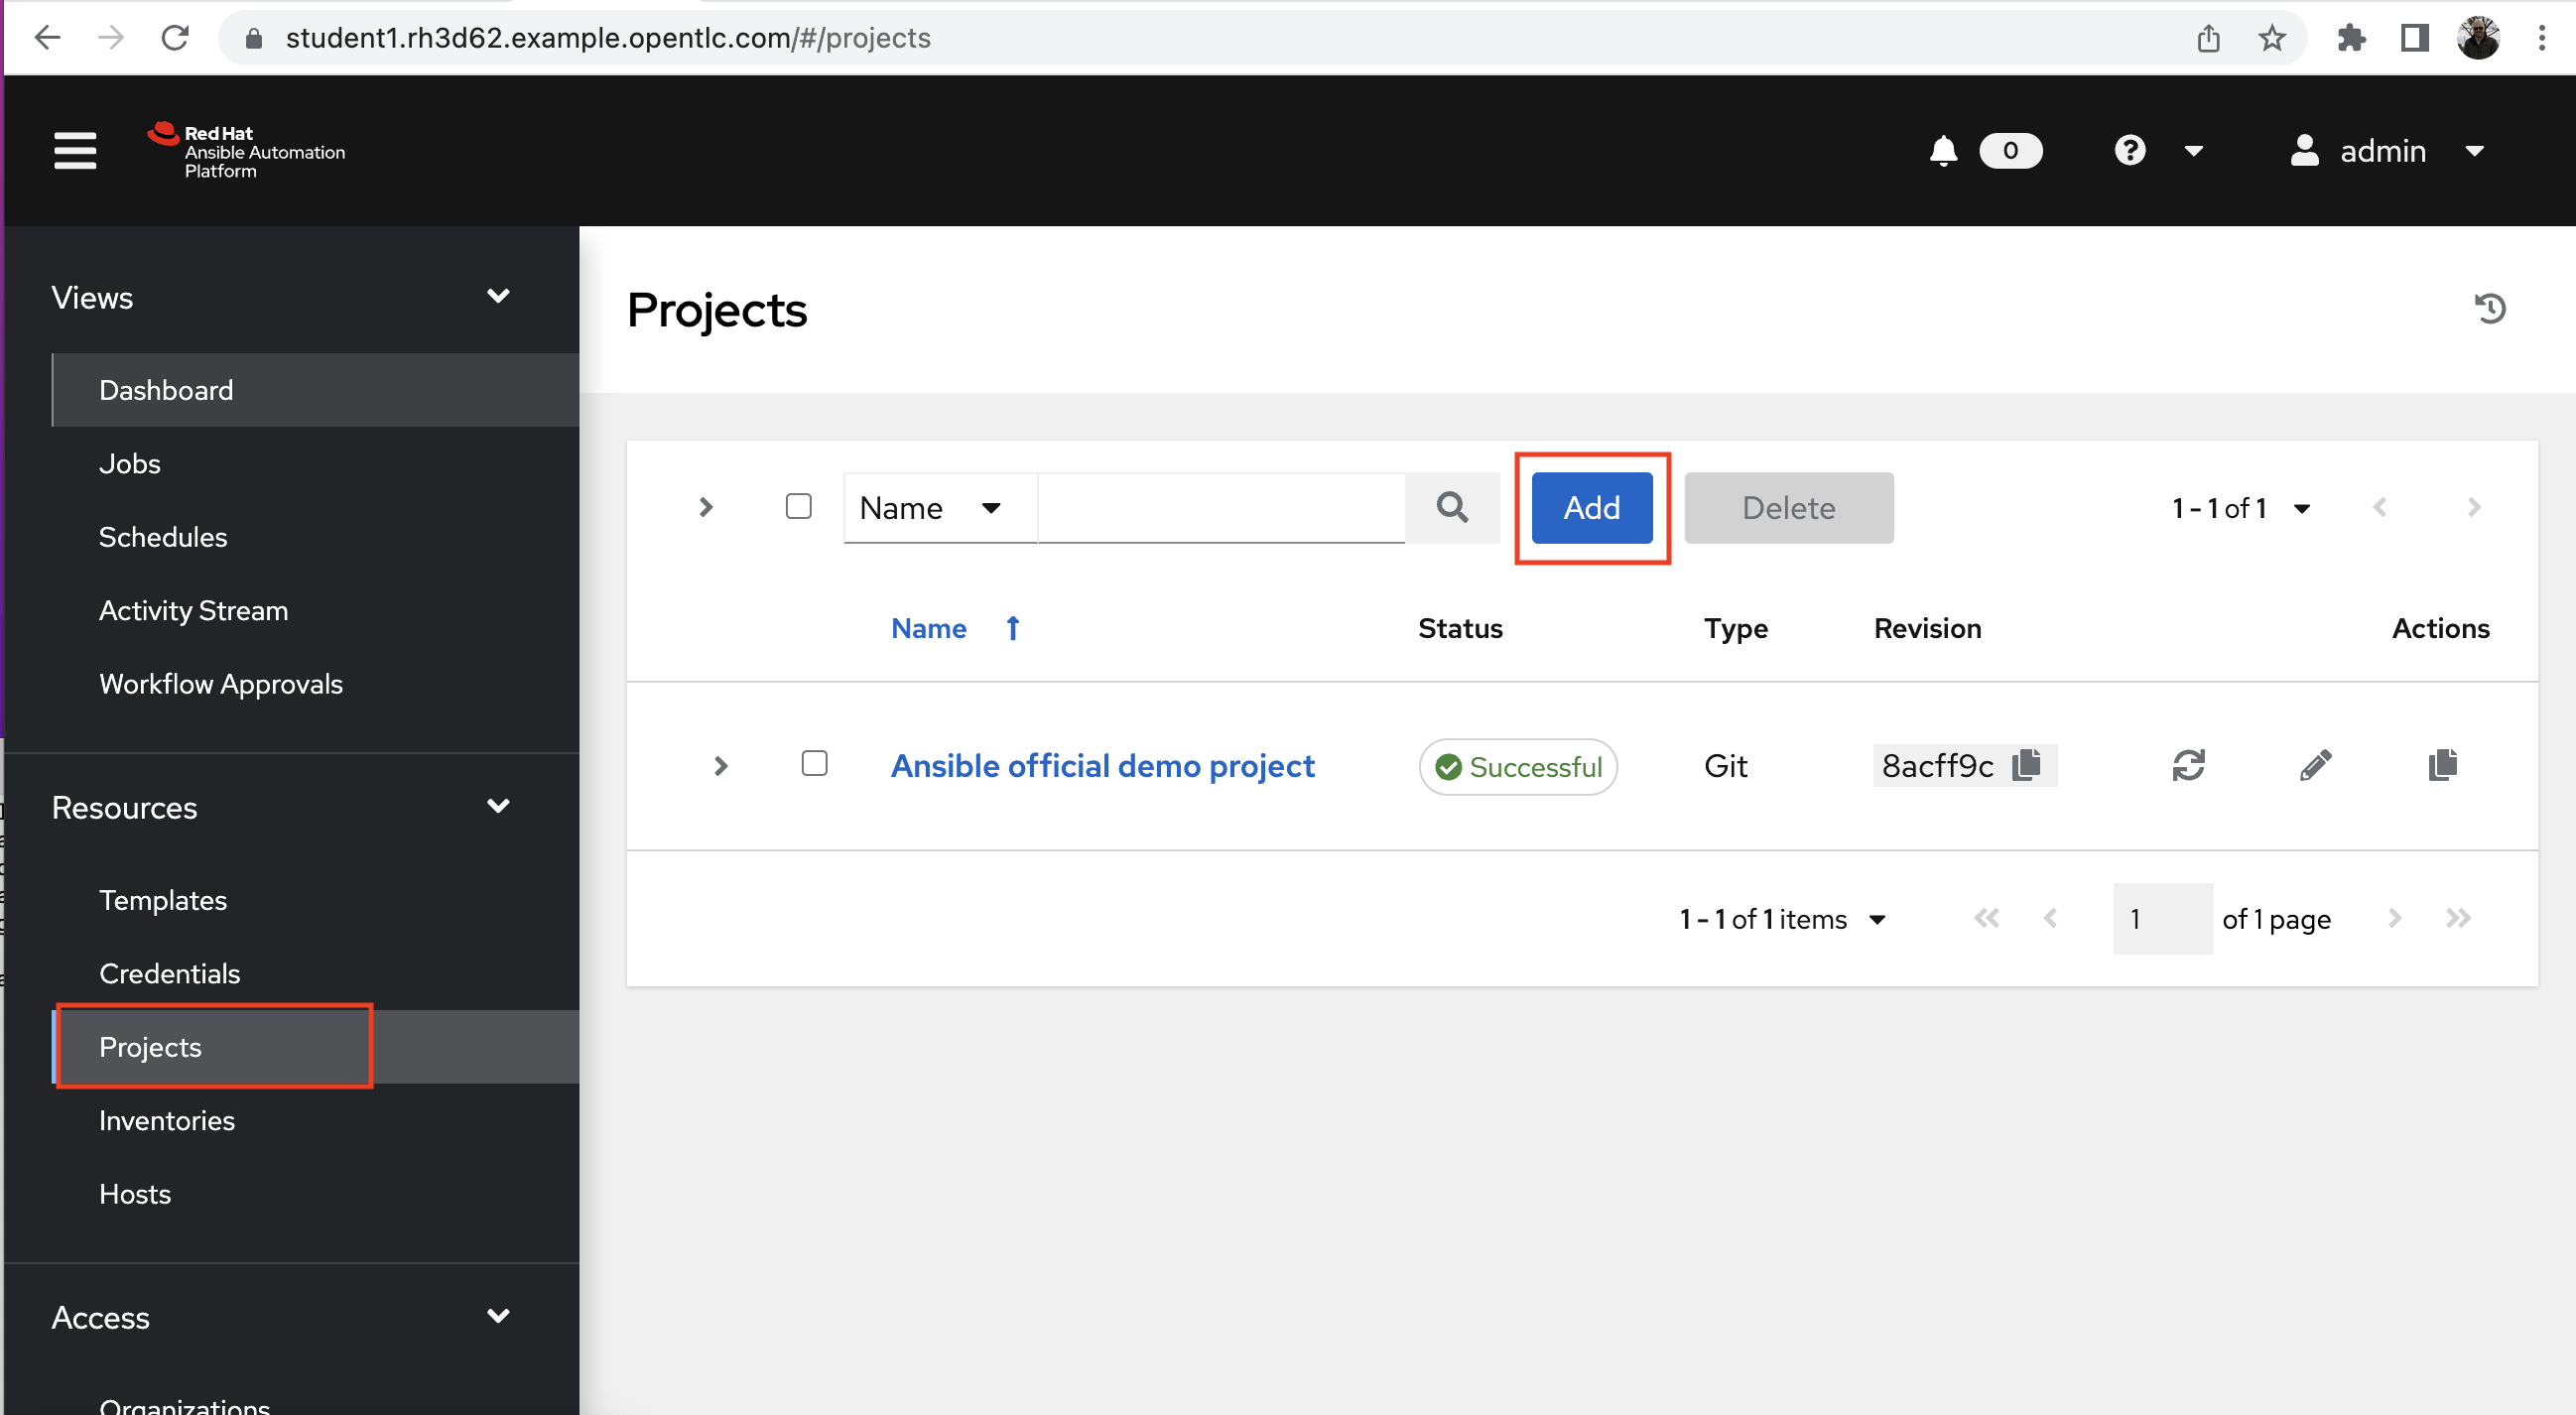 student1.rh3d62.example.opentlc.com/#/projects
Red Hat
Ansible Automation
Platform
0
admin
Views
Dashboard
Jobs
Schedules
Activity Stream
Workflow Approvals
Resources
Templates
Credentials
Projects
Inventories
Hosts
Access
Organizations
Projects
Name
Add
Delete
1 - 1 of 1
Name Status Type Revision Actions
Ansible official demo project Successful Git 8acff9c
1 - 1 of 1 items 1 of 1 page